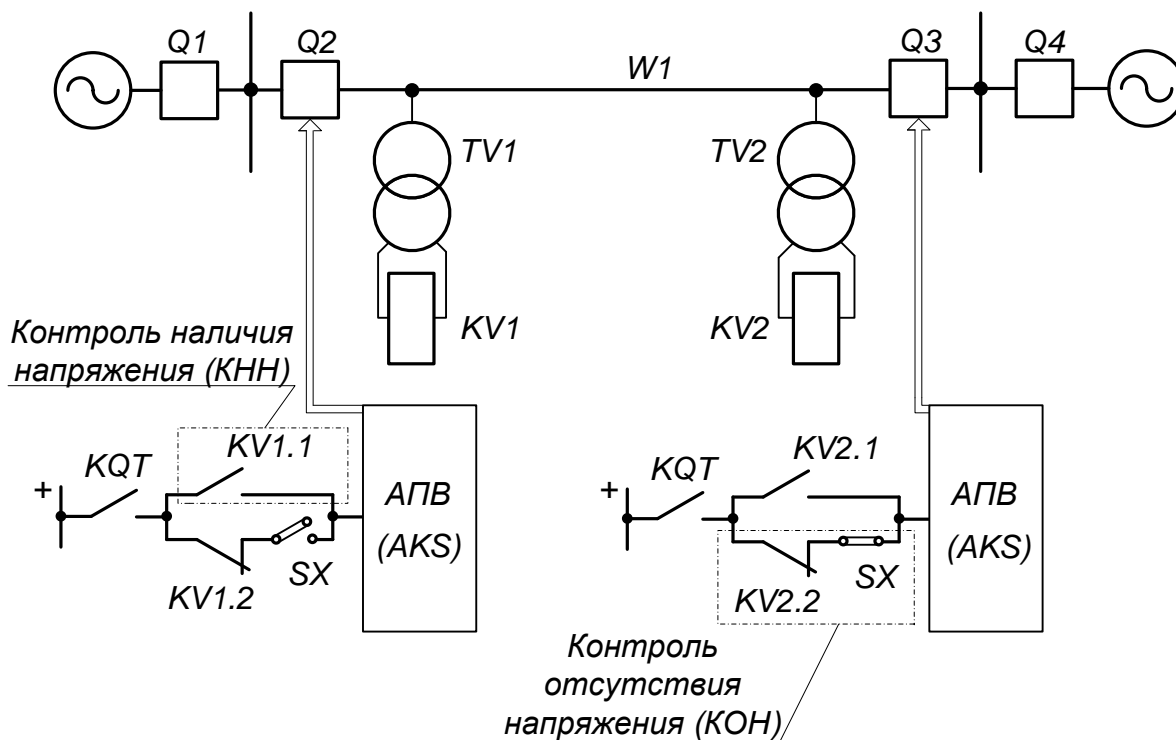 Q1
Q2
W1
Q3
Q4
TV1
TV2
KV1
KV2
Контроль наличия
напряжения (КНН)
KQT
KV1.1
+
SX
KV1.2
АПВ
(AKS)
KQT
KV2.1
+
KV2.2
SX
АПВ
(AKS)
Контроль
отсутствия
напряжения (КОН)